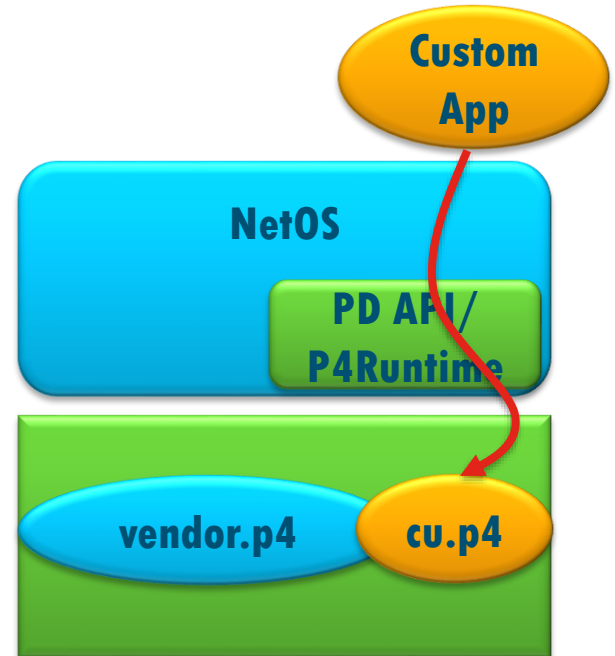 Custom
App
NetOS
PD API/
P4Runtime
vendor.p4
cu.p4